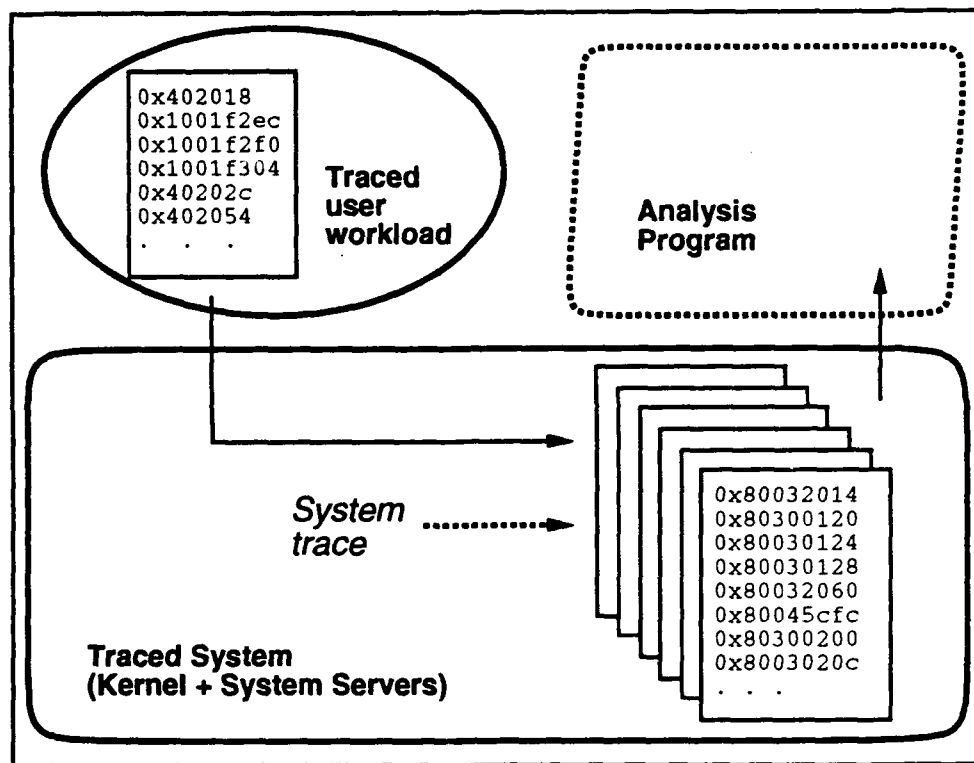 0x402018
0x1001f2ec
0x1001f2f0
0x1001f304
0x40202c
0x402054
. . .
Traced
user
workload
Analysis
Program
System
trace
0x80032014
0x80300120
0x80030124
0x80030128
0x80032060
0x80045cfc
0x80300200
0x8003020c
. . .
Traced System
(Kernel + System Servers)